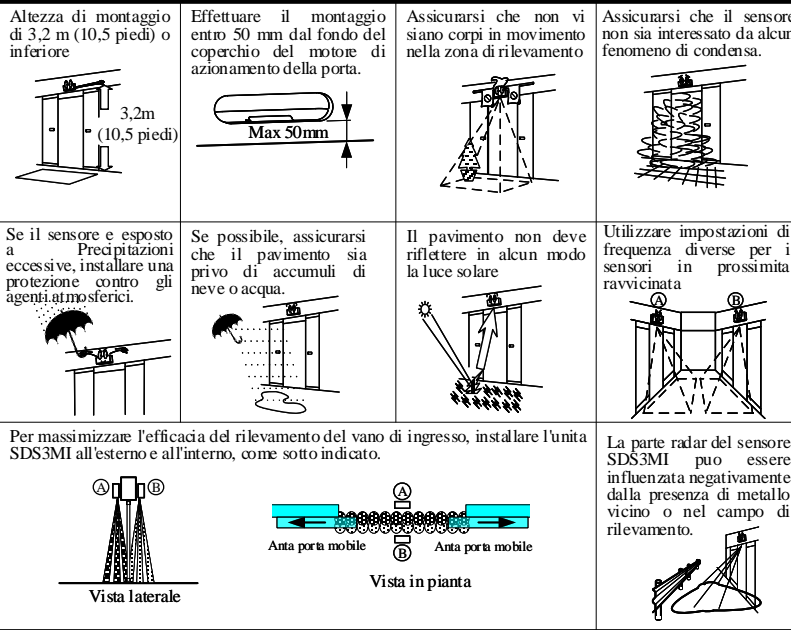 Altezza di montaggio
di 3,2 m (10,5 piedi) o
inferiore
3,2m
(10,5 piedi)
Effettuare il montaggio
entro 50 mm dal fondo del
coperchio del motore di
azionamento della porta.
Max 50mm
Assicurarsi che non vi
siano corpi in movimento
nella zona di rilevamento
Assicurarsi che il sensore
non sia interessato da alcun
fenomeno di condensa.
Se il sensore e esposto
a Precipitazioni
eccessive, installare una
protezione contro gli
agenti atmosferici.
Se possibile, assicurarsi
che il pavimento sia
privo di accumuli di
neve o acqua.
Il pavimento non deve
riflettere in alcun modo
la luce solare
Utilizzare impostazioni di
frequenza diverse per i
sensori in prossimita
ravvicinata
A B
Per massimizzare l'efficacia del rilevamento del vano di ingresso, installare l'unita
SDS3MI all'esterno e all'interno, come sotto indicato.
A B
Vista laterale
A
Anta porta mobile Anta porta mobile
B
Vista in pianta
La parte radar del sensore
SDS3MI puo essere
influenzata negativamente
dalla presenza di metallo
vicino o nel campo di
rilevamento.